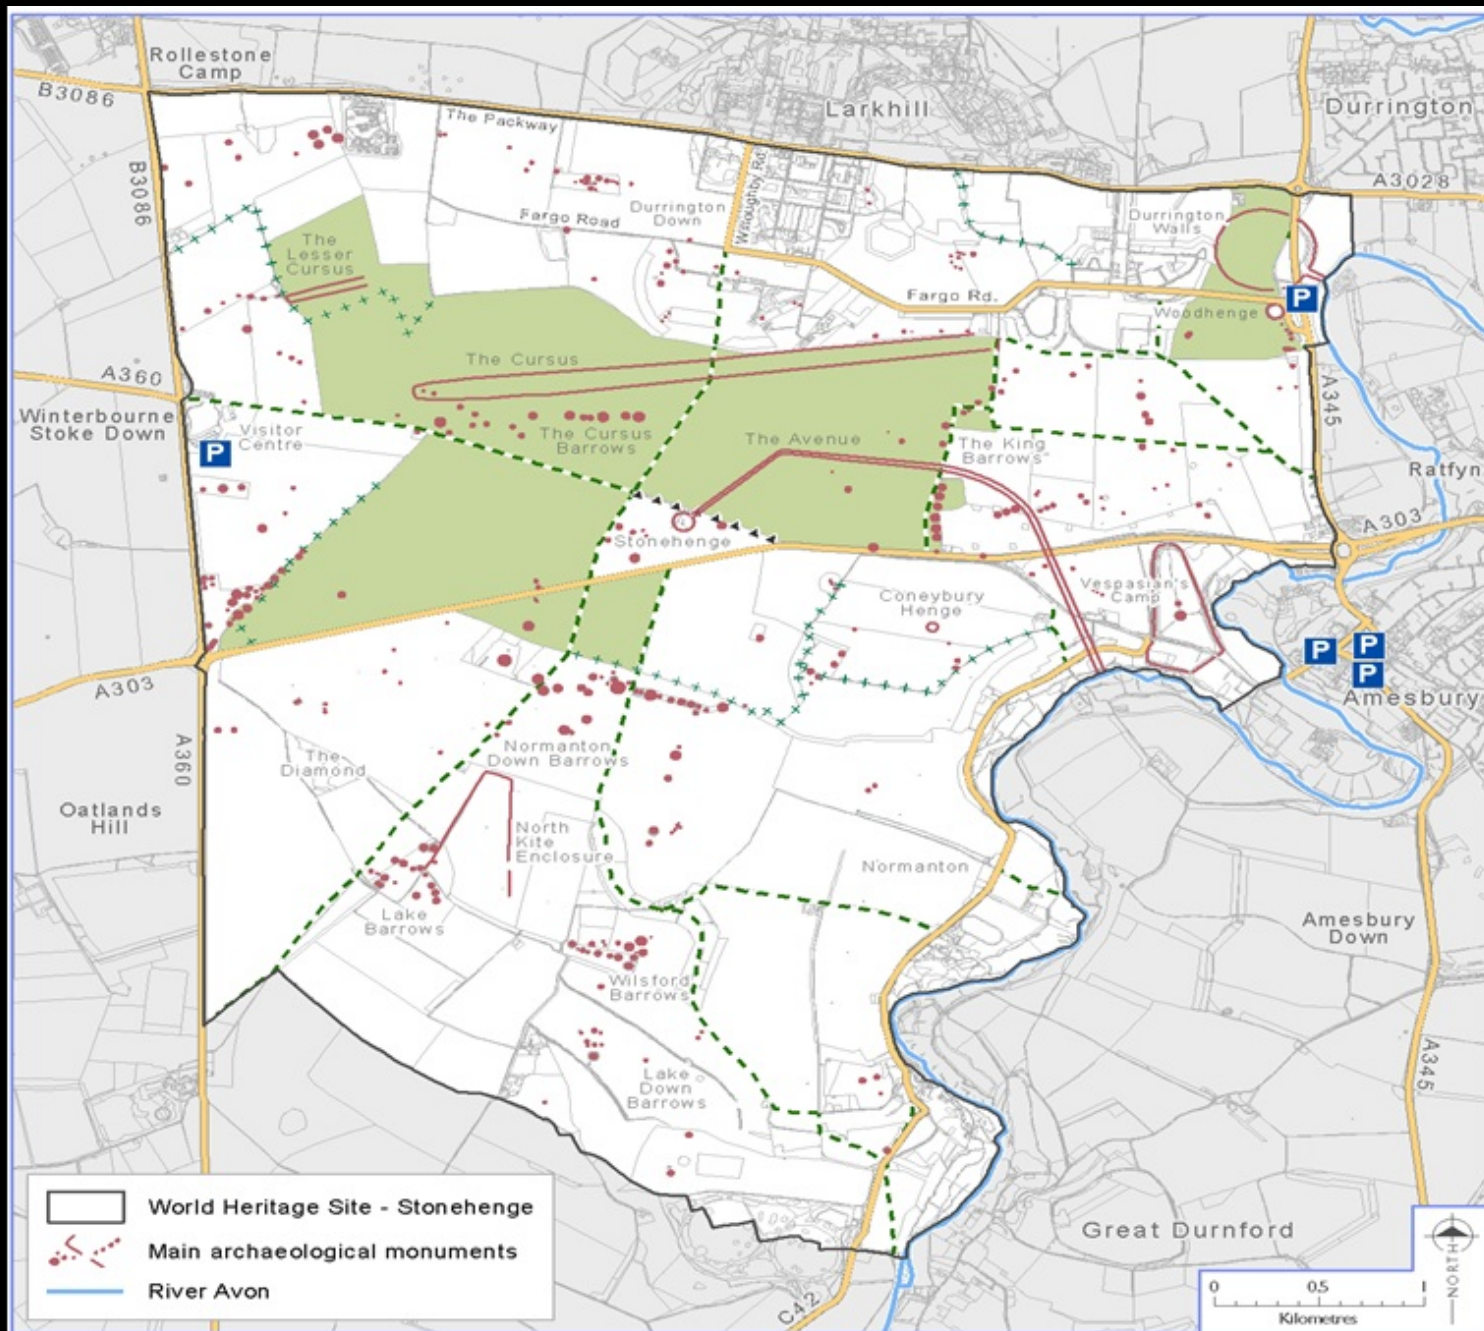 Rollestone
Camp
B3086
The Packway
Larkhill
Durrington
B3086
A3028
Fargo Road
Durrington
Down
Willoughby Rd.
Durrington
Walls
The
Lesser
Cursus
Fargo Rd.
Woodhenge
P
A360
The Cursus
A345
Winterbourne
Stoke Down
Visitor
Centre
P
The Cursus
Barrows
The Avenue
The King
Barrows
Ratfyn
A303
Stonehenge
Coneybury
Henge
Vespasian's
Camp
P
P
P
A303
Amesbury
A360
The
Diamond
Normanton
Down Barrows
Oatlands
Hill
North
Kite
Enclosure
Normanton
Lake
Barrows
Amesbury
Down
Wilsford
Barrows
Lake
Down
Barrows
A345
World Heritage Site - Stonehenge
Main archaeological monuments
River Avon
Great Durnford
C42
NORTH
0 0.5 1
Kilometres